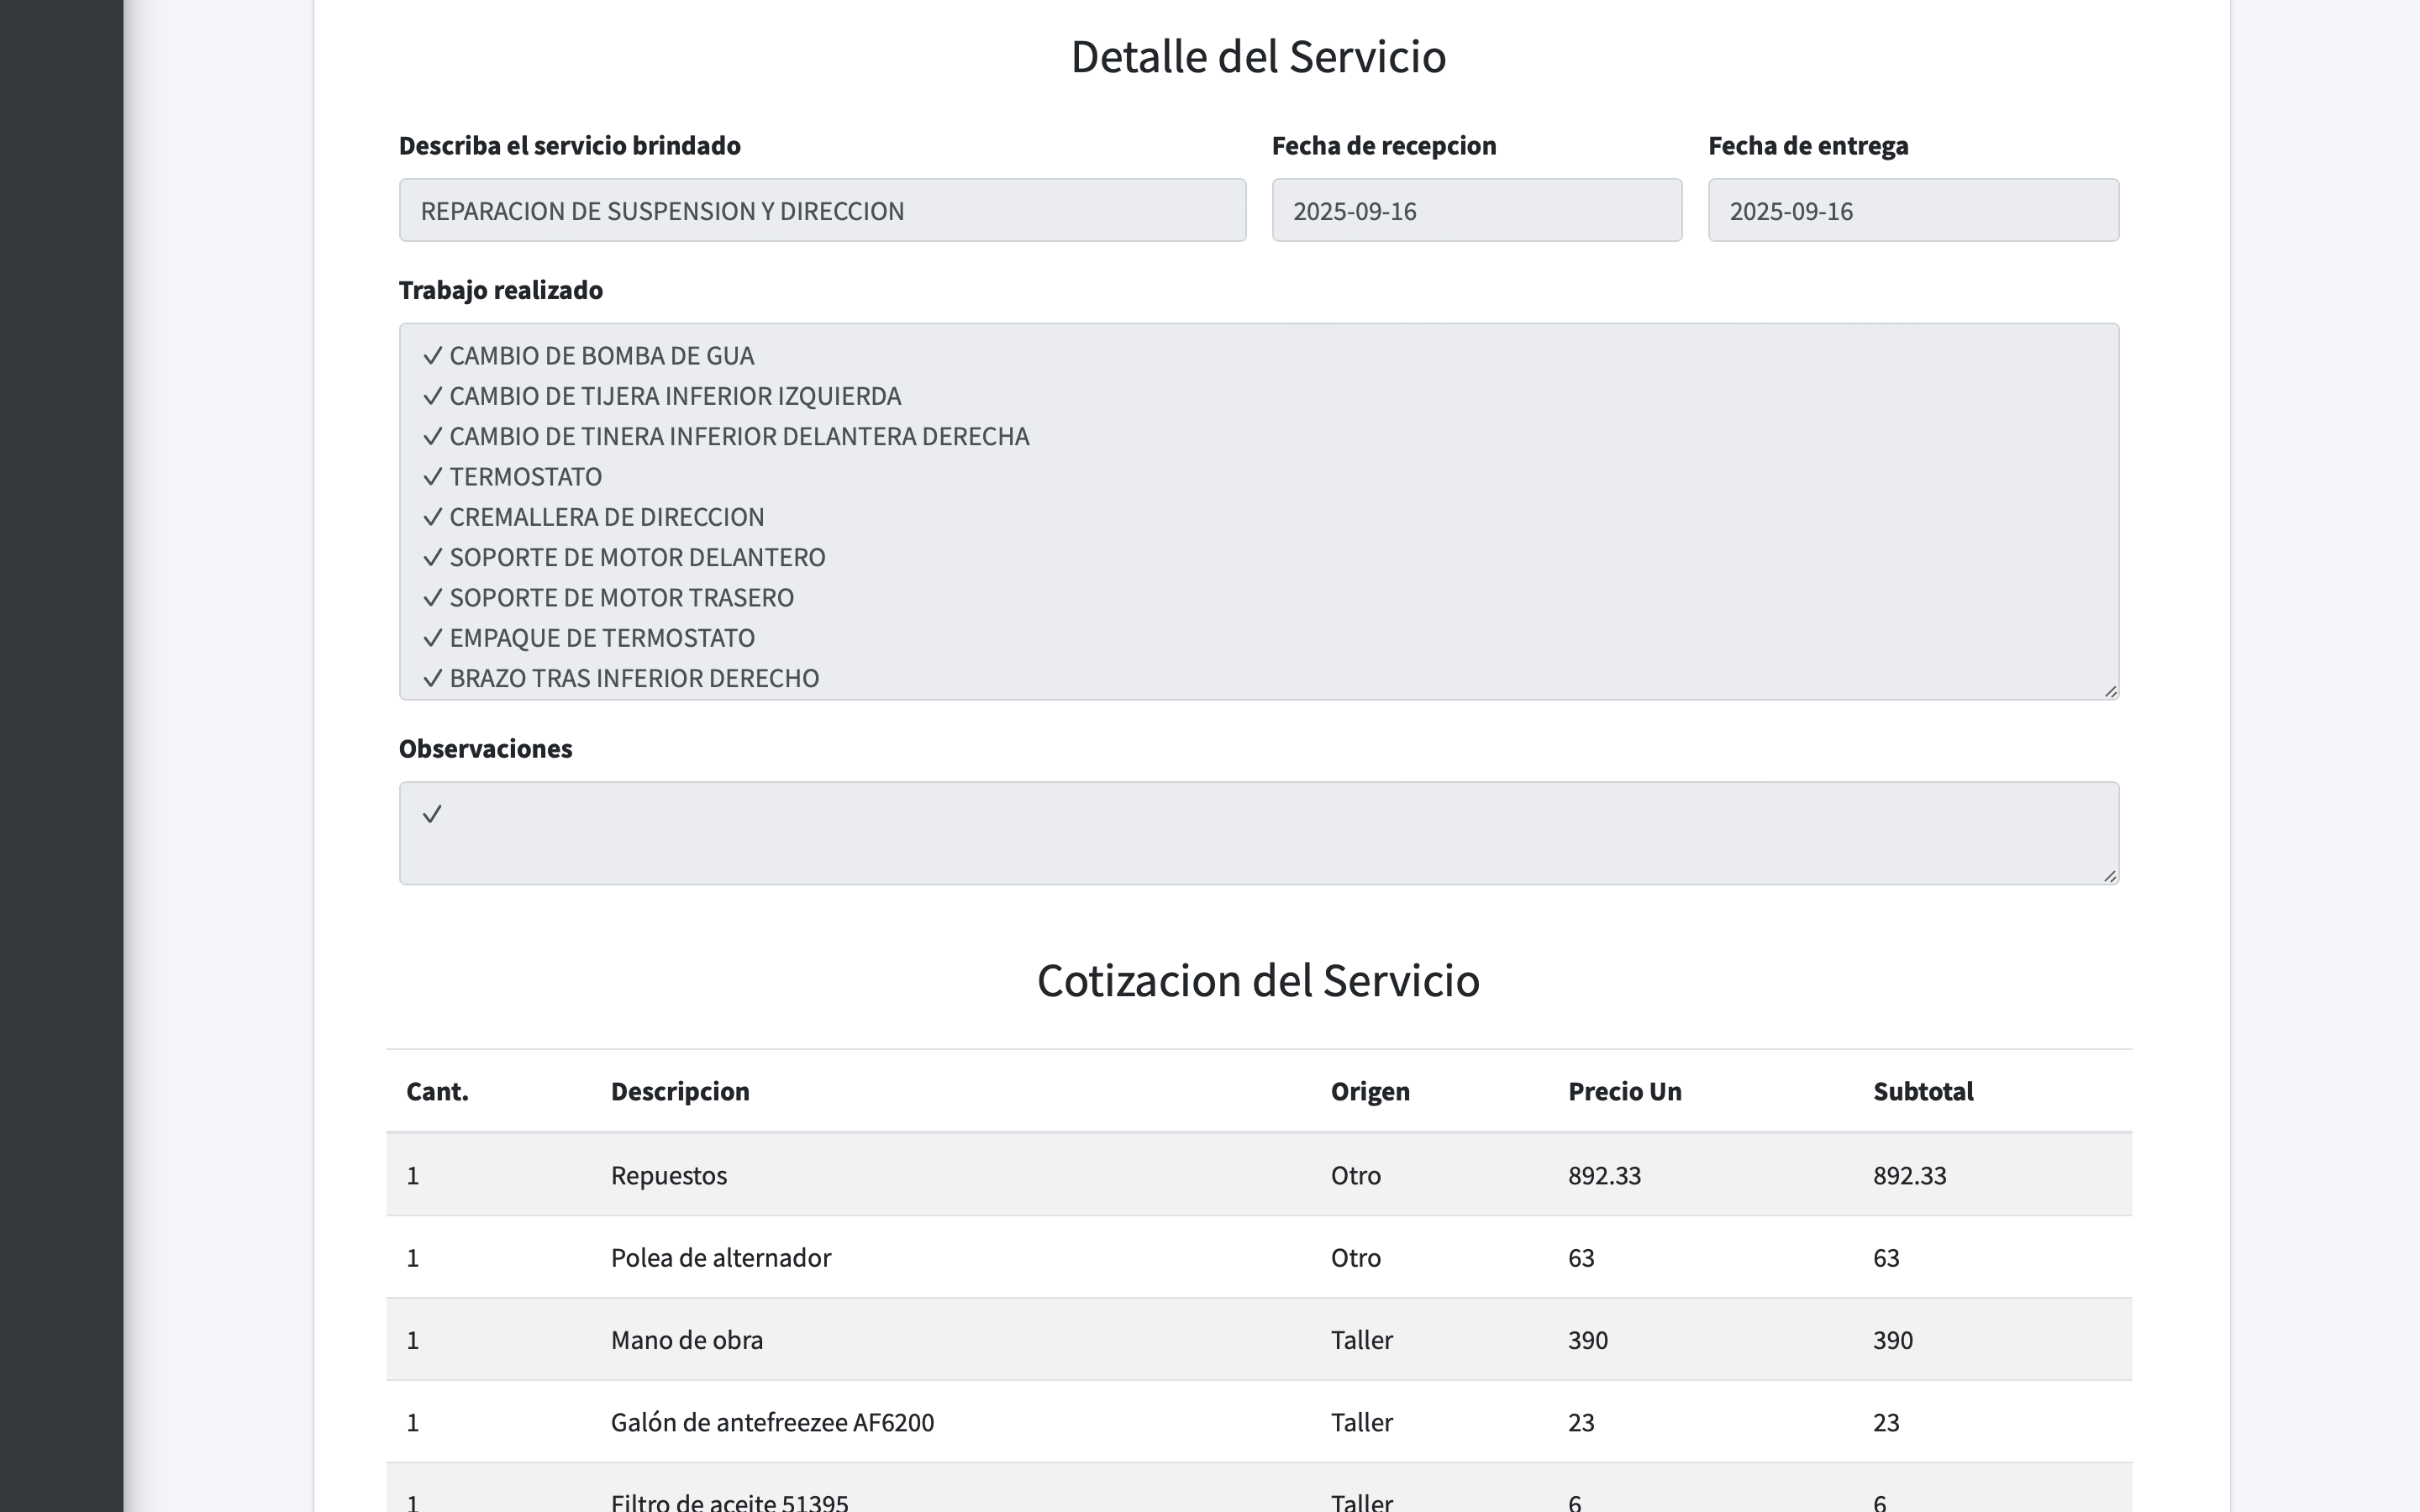 Detalle del Servicio
Describa el servicio brindado Fecha de recepcion Fecha de entrega
REPARACION DE SUSPENSION Y DIRECCION 2025-09-16 2025-09-16
Trabajo realizado
✓ CAMBIO DE BOMBA DE GUA
✓ CAMBIO DE TIJERA INFERIOR IZQUIERDA
✓ CAMBIO DE TINERA INFERIOR DELANTERA DERECHA
✓ TERMOSTATO
✓ CREMALLERA DE DIRECCION
✓ SOPORTE DE MOTOR DELANTERO
✓ SOPORTE DE MOTOR TRASERO
✓ EMPAQUE DE TERMOSTATO
✓ BRAZO TRAS INFERIOR DERECHO
Observaciones
✓
Cotizacion del Servicio
Cant. Descripcion Origen Precio Un Subtotal
1 Repuestos Otro 892.33 892.33
1 Polea de alternador Otro 63 63
1 Mano de obra Taller 390 390
1 Galón de antefreezee AF6200 Taller 23 23
1 Filtro de aceite 51395 Taller 6 6